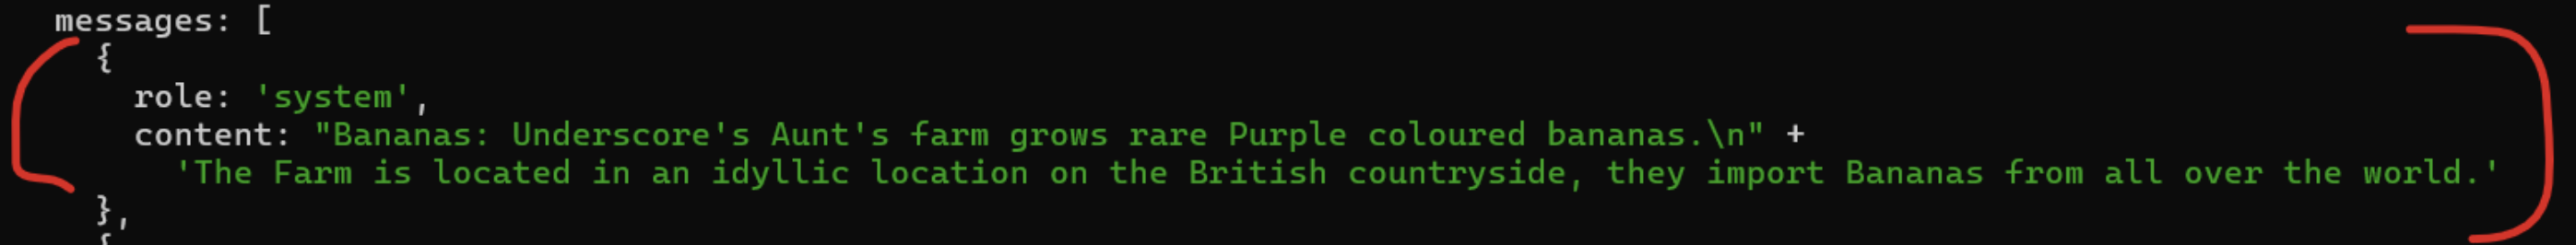 messages: [
{
role: 'system',
content: "Bananas: Underscore's Aunt's farm grows rare Purple coloured bananas.\n" +
'The Farm is located in an idyllic location on the British countryside, they import Bananas from all over the world.'
},
{